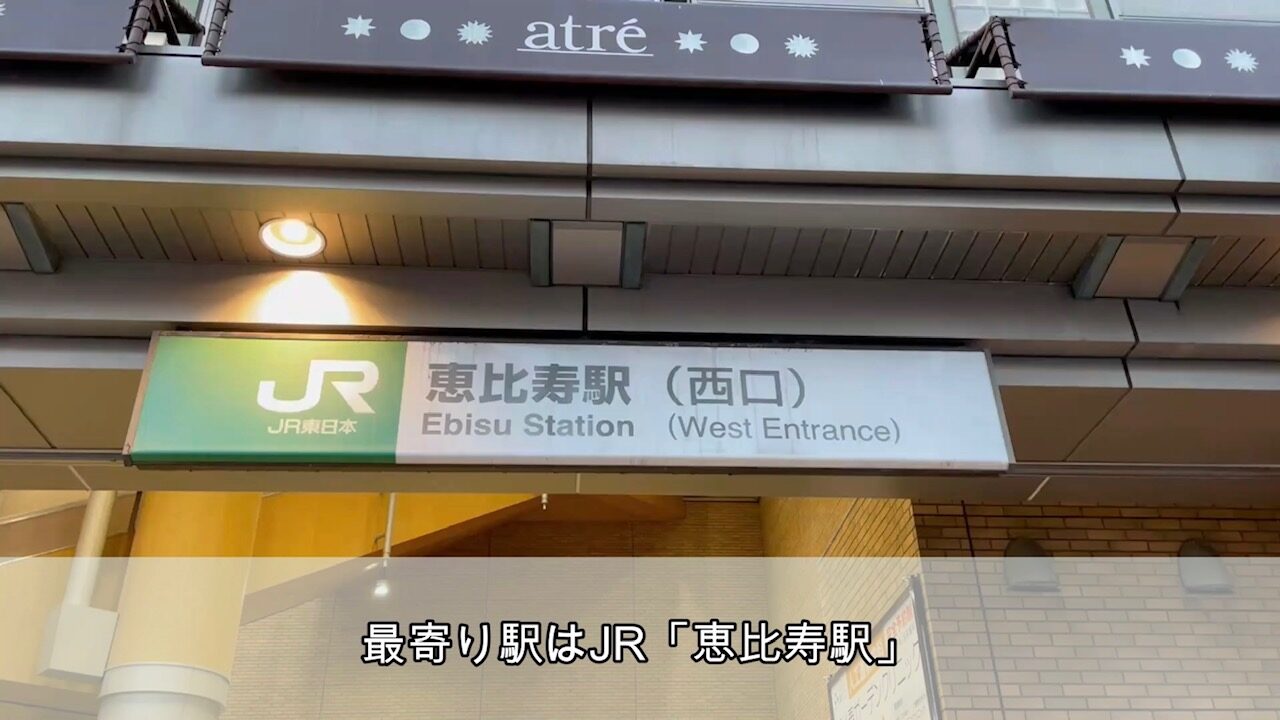 atré
JR
JR東日本
恵比寿駅（西口）
Ebisu Station (West Entrance)
最寄り駅はJR「恵比寿駅」